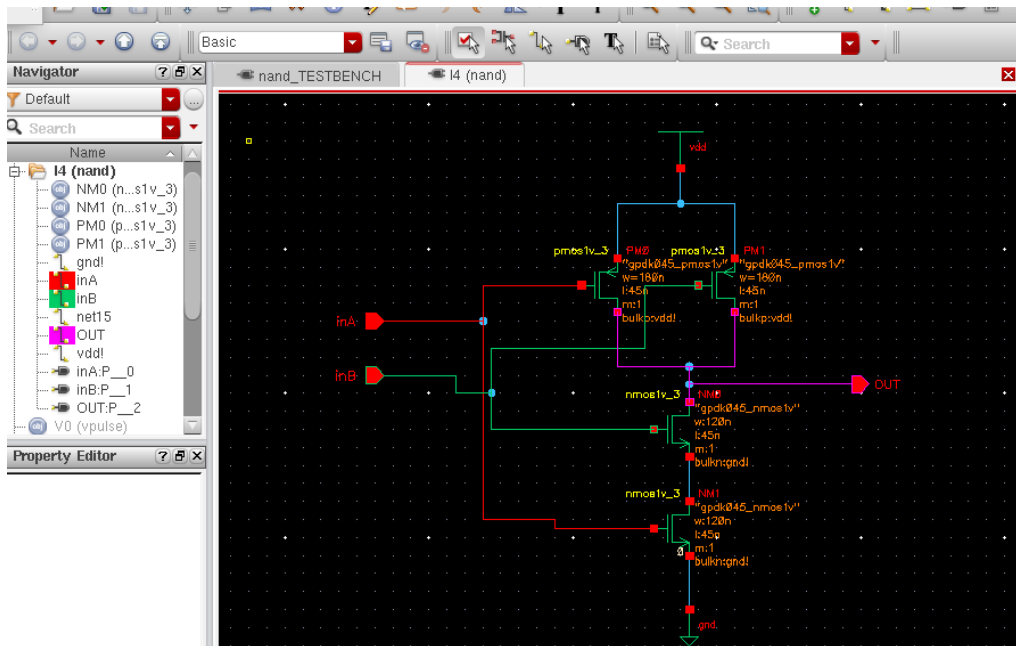 Basic
Search
Navigator
nand_TESTBENCH
I4 (nand)
Default
Search
Name
I4 (nand)
NM0 (n...s1v_3)
NM1 (n...s1v_3)
PM0 (p...s1v_3)
PM1 (p...s1v_3)
gnd!
inA
inB
net15
OUT
vdd!
inA:P__0
inB:P__1
OUT:P__2
V0 (vpulse)
Property Editor
vdd
pmos1v_3 PM0
"gpdk045_pmos1v"
w=180n
l:45n
m:1
bulkp:vdd!
pmos1v_3 PM1
"gpdk045_pmos1v"
w=180n
l:45n
m:1
bulkp:vdd!
inA
inB
OUT
nmos1v_3 NM0
"gpdk045_nmos1v"
w:120n
l:45n
m:1
bulkn:gnd!
nmos1v_3 NM1
"gpdk045_nmos1v"
w:120n
l:45n
m:1
bulkn:gnd!
0
gnd